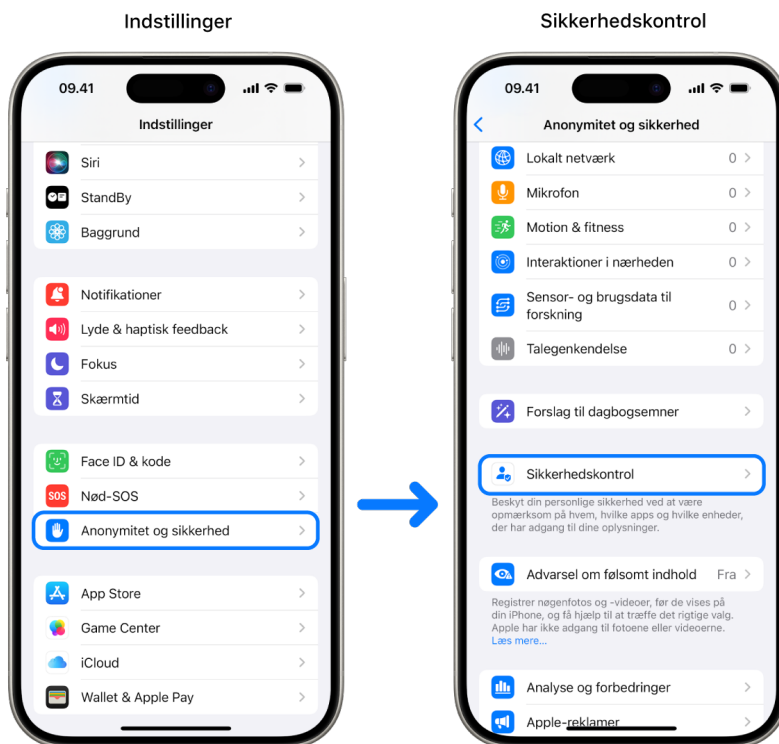 Indstillinger
09.41
Indstillinger
Siri
StandBy
Baggrund
Notifikationer
Lyde & haptisk feedback
Fokus
Skærmtid
Face ID & kode
SOS
Nød-SOS
Anonymitet og sikkerhed
App Store
Game Center
iCloud
Wallet & Apple Pay
Sikkerhedskontrol
09.41
Anonymitet og sikkerhed
Lokalt netværk 0
Mikrofon 0
Motion & fitness 0
Interaktioner i nærheden 0
Sensor- og brugsdata til
forskning 0
Talegenkendelse 0
Forslag til dagbogsemner
Sikkerhedskontrol
Beskyt din personlige sikkerhed ved at være
opmærksom på hvem, hvilke apps og hvilke enheder,
der har adgang til dine oplysninger.
Advarsel om følsomt indhold Fra
Registrer nøgenfotos og -videoer, før de vises på
din iPhone, og få hjælp til at træffe det rigtige valg.
Apple har ikke adgang til fotoene eller videoerne.
Læs mere...
Analyse og forbedringer
Apple-reklamer